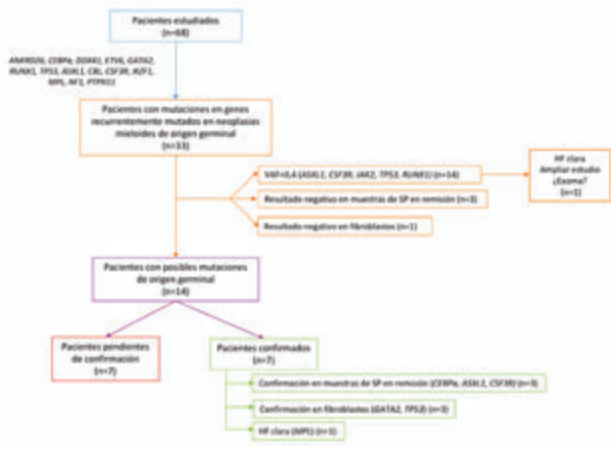 Pacientes estudiados
(n=68)
ANKRD26, CEBPα, DDX41, ETV6, GATA2,
RUNX1, TP53, ASXL1, CBL, CSF3R, IKZF1,
MPL, NF1, PTPN11
Pacientes con mutaciones en genes
recurrentemente mutados en neoplasias
mieloides de origen germinal
(n=33)
VAF<0,4 (ASXL1, CSF3R, JAK2, TP53, RUNX1) (n=14)
Resultado negativo en muestras de SP en remisión (n=3)
Resultado negativo en fibroblastos (n=1)
HF clara
Ampliar estudio
¿Exoma?
(n=1)
Pacientes con posibles mutaciones
de origen germinal
(n=14)
Pacientes pendientes
de confirmación
(n=7)
Pacientes confirmados
(n=7)
Confirmación en muestras de SP en remisión (CEBPα, ASXL1, CSF3R) (n=3)
Confirmación en fibroblastos (GATA2, TP53) (n=3)
HF clara (n=1)